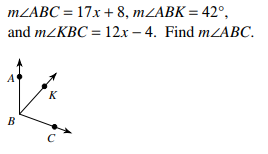 m∠ABC = 17x + 8, m∠ABK = 42°,
and m∠KBC = 12x – 4.  Find m∠ABC.
A
K
B
C